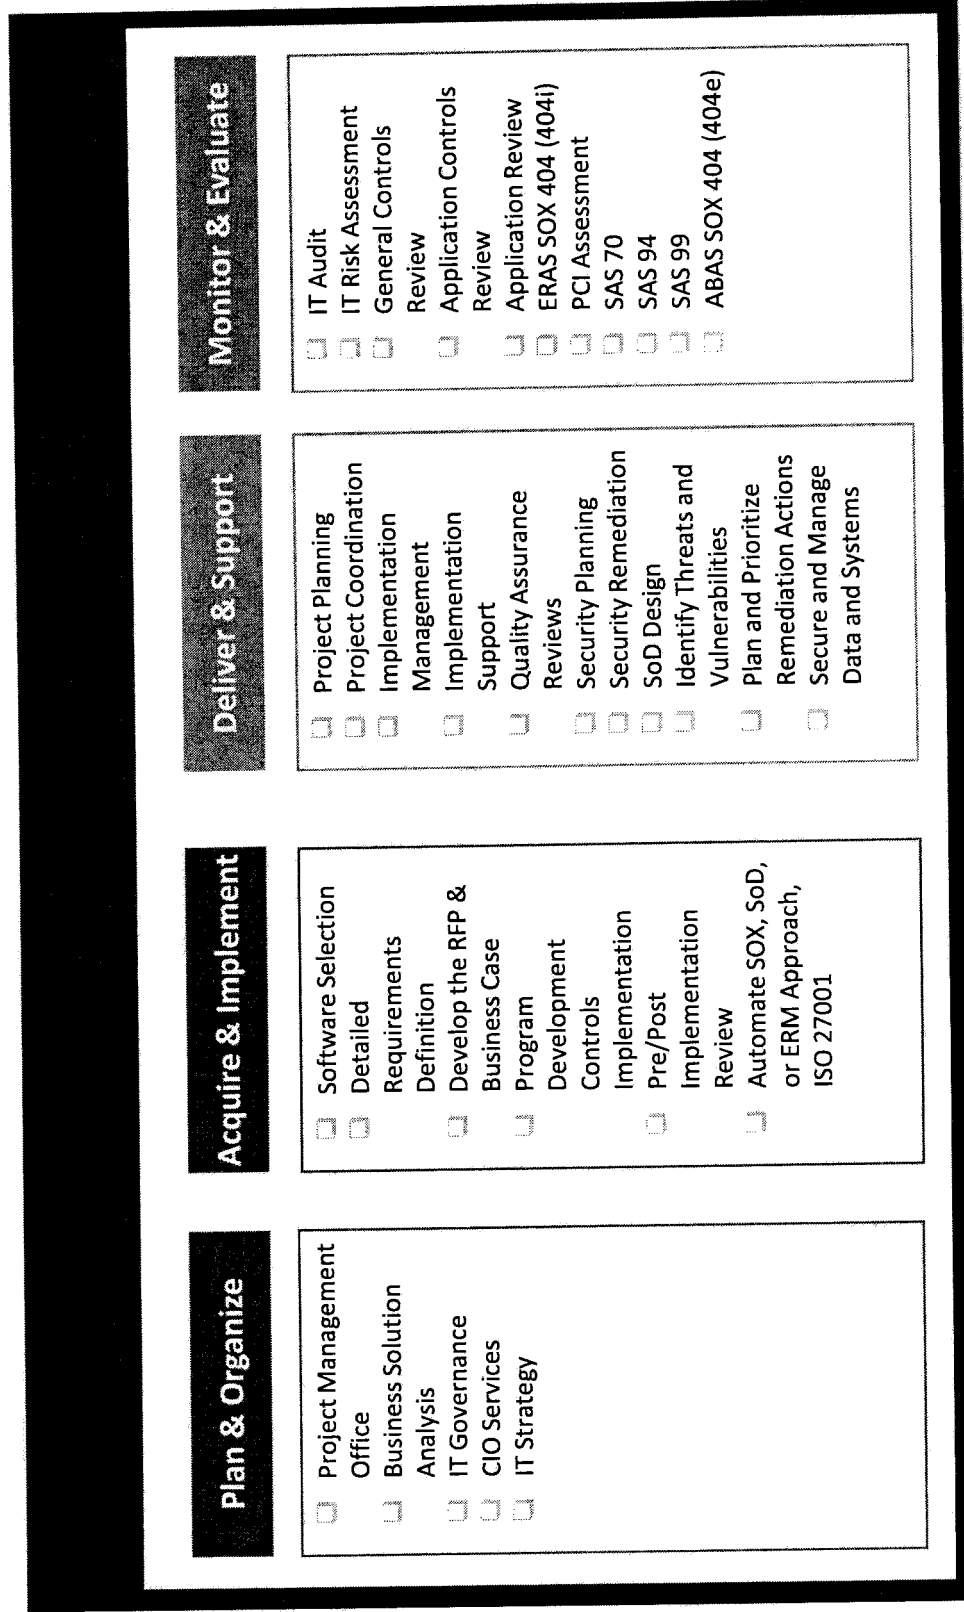 Plan & Organize
Project Management
Office
Business Solution
Analysis
IT Governance
CIO Services
IT Strategy
Acquire & Implement
Software Selection
Detailed
Requirements
Definition
Develop the RFP &
Business Case
Program
Development
Controls
Implementation
Pre/Post
Implementation
Review
Automate SOX, SoD,
or ERM Approach,
ISO 27001
Deliver & Support
Project Planning
Project Coordination
Implementation
Management
Implementation
Support
Quality Assurance
Reviews
Security Planning
Security Remediation
SoD Design
Identify Threats and
Vulnerabilities
Plan and Prioritize
Remediation Actions
Secure and Manage
Data and Systems
Monitor & Evaluate
IT Audit
IT Risk Assessment
General Controls
Review
Application Controls
Review
Application Review
ERAS SOX 404 (404i)
PCI Assessment
SAS 70
SAS 94
SAS 99
ABAS SOX 404 (404e)